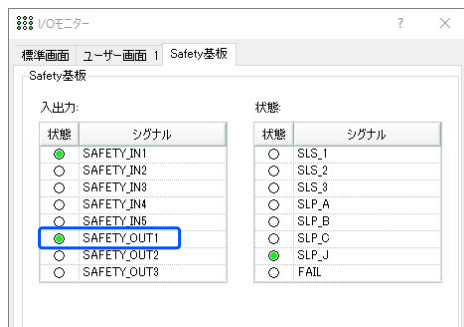 I/Oモニター
?
標準画面 ユーザー画面 1 Safety基板
Safety基板
入出力:
状態 シグナル
SAFETY_IN1
SAFETY_IN2
SAFETY_IN3
SAFETY_IN4
SAFETY_IN5
SAFETY_OUT1
SAFETY_OUT2
SAFETY_OUT3
状態:
状態 シグナル
SLS_1
SLS_2
SLS_3
SLP_A
SLP_B
SLP_C
SLP_J
FAIL